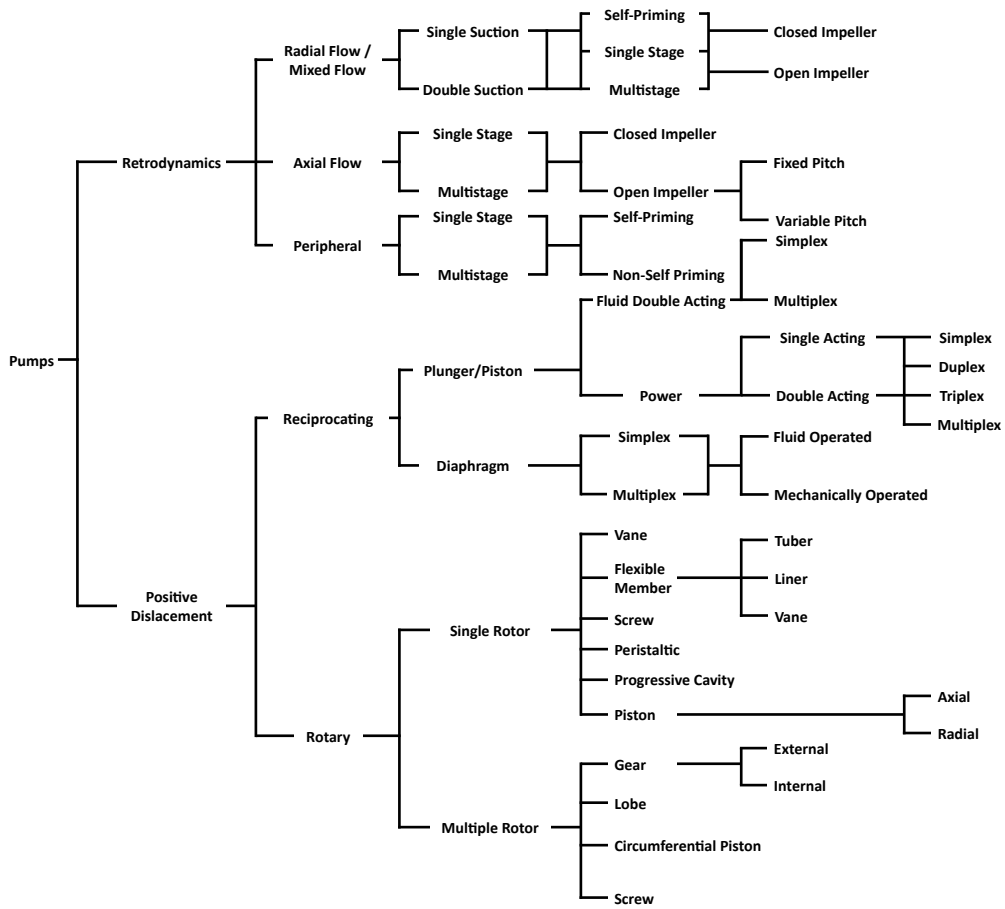 Pumps
Retrodynamics
Radial Flow /
Mixed Flow
Single Suction
Double Suction
Self-Priming
Single Stage
Multistage
Closed Impeller
Open Impeller
Axial Flow
Single Stage
Multistage
Closed Impeller
Open Impeller
Fixed Pitch
Variable Pitch
Peripheral
Single Stage
Multistage
Self-Priming
Non-Self Priming
Positive
Dislacement
Reciprocating
Plunger/Piston
Fluid Double Acting
Simplex
Multiplex
Power
Single Acting
Double Acting
Simplex
Duplex
Triplex
Multiplex
Diaphragm
Simplex
Multiplex
Fluid Operated
Mechanically Operated
Rotary
Single Rotor
Vane
Flexible
Member
Tuber
Liner
Vane
Screw
Peristaltic
Progressive Cavity
Piston
Axial
Radial
Multiple Rotor
Gear
External
Internal
Lobe
Circumferential Piston
Screw